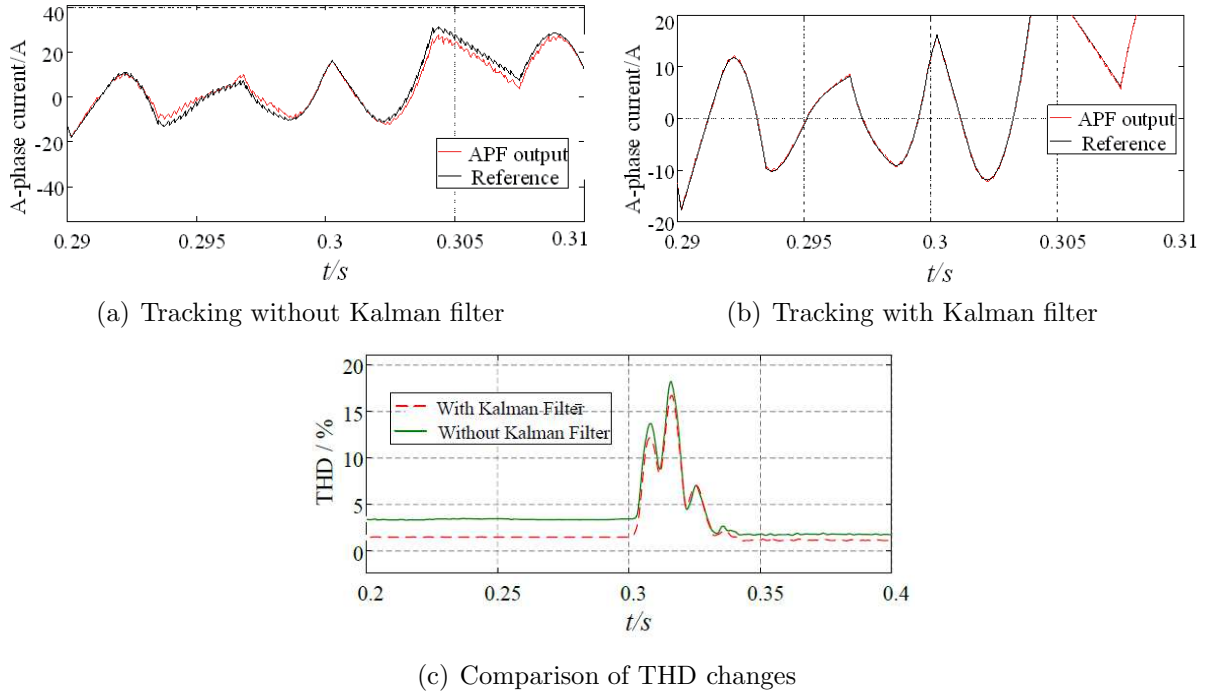 40
20
0
-20
-40
A-phase current/A
APF output
Reference
0.29
0.295
0.3
0.305
0.31
t/s
(a) Tracking without Kalman filter
20
10
0
-10
-20
A-phase current/A
APF output
Reference
0.29
0.295
0.3
0.305
0.31
t/s
(b) Tracking with Kalman filter
20
15
10
5
0
THD / %
With Kalman Filter
Without Kalman Filter
0.2
0.25
0.3
0.35
0.4
t/s
(c) Comparison of THD changes